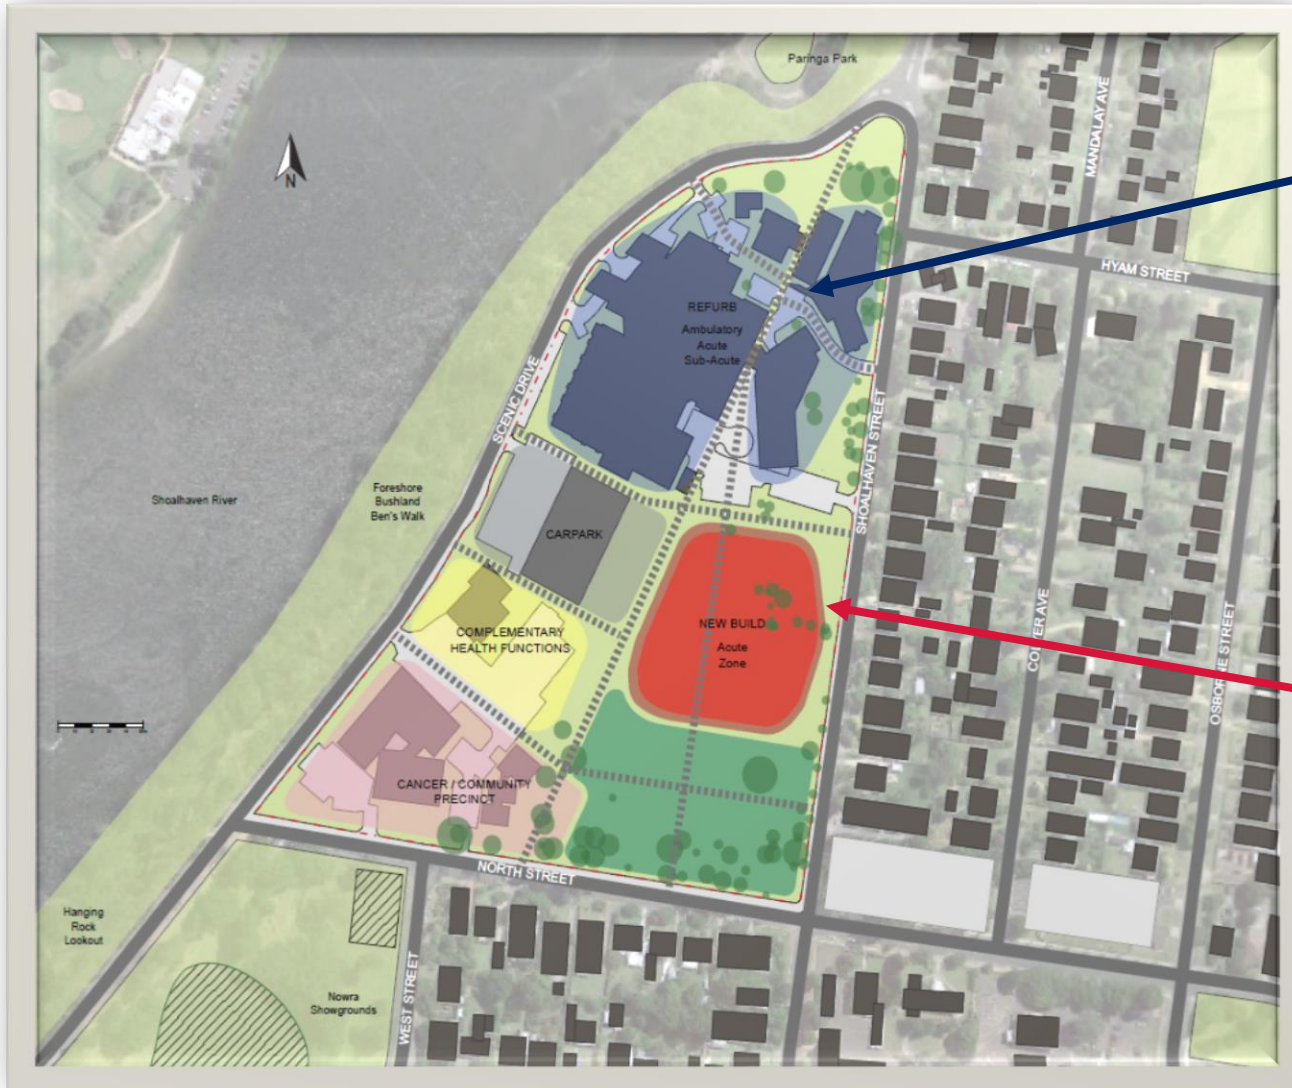 Paringa Park
MANDALAY AVE
N
HYAM STREET
REFURB
Ambulatory
Acute
Sub-Acute
SCENIC DRIVE
SHOALHAVEN STREET
Shoalhaven River
Foreshore
Bushland
Ben's Walk
CARPARK
NEW BUILD
Acute
Zone
COMPLEMENTARY
HEALTH FUNCTIONS
OSBORNE STREET
CANCER / COMMUNITY
PRECINCT
NORTH STREET
Hanging
Rock
Lookout
Nowra
Showgrounds
WEST STREET